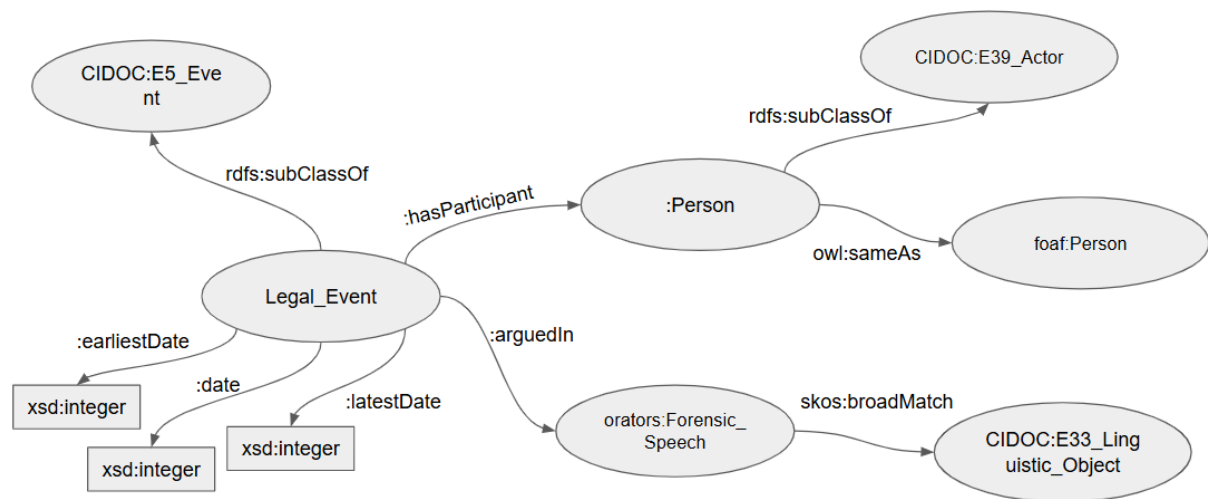 CIDOC:E5_Eve
nt
CIDOC:E39_Actor
rdfs:subClassOf
rdfs:subClassOf
:hasParticipant
:Person
owl:sameAs
foaf:Person
Legal_Event
:earliestDate
:date
:latestDate
:arguedIn
xsd:integer
xsd:integer
xsd:integer
orators:Forensic_
Speech
skos:broadMatch
CIDOC:E33_Ling
uistic_Object